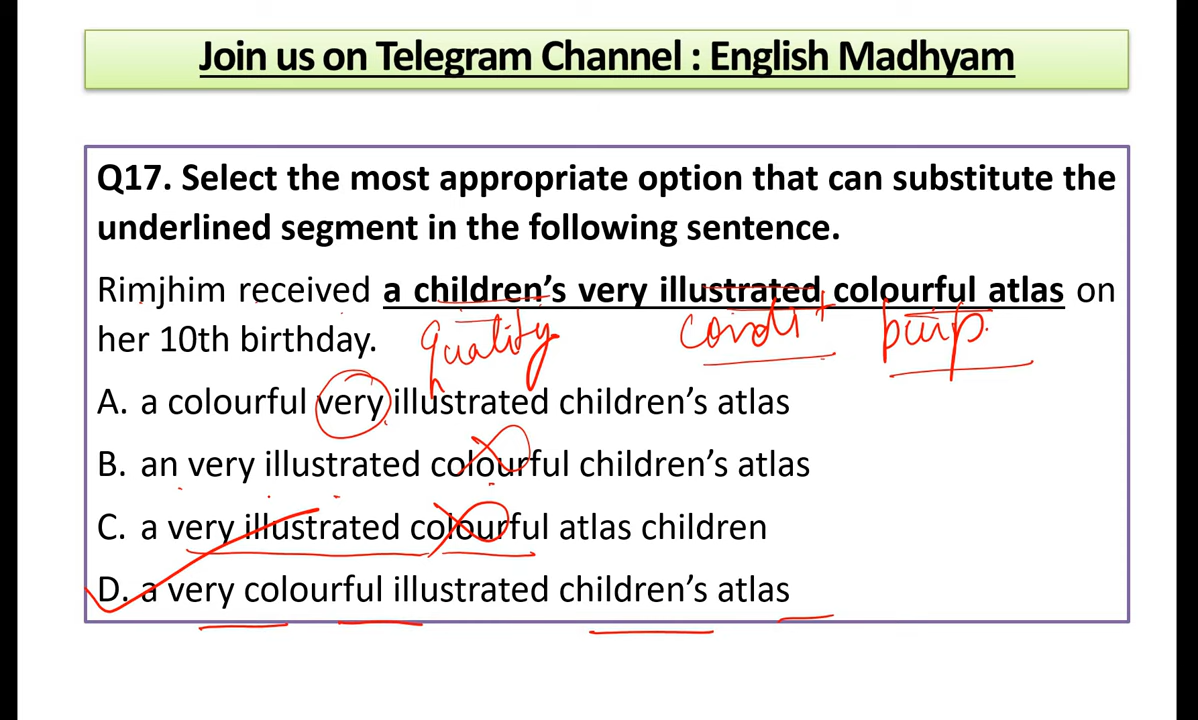 Join us on Telegram Channel : English Madhyam
Q17. Select the most appropriate option that can substitute the
underlined segment in the following sentence.
Rimjhim received a children's very illustrated colourful atlas on
her 10th birthday.
quality condit purp.
A. a colourful very illustrated children's atlas
B. an very illustrated colourful children's atlas
C. a very illustrated colourful atlas children
D. a very colourful illustrated children's atlas